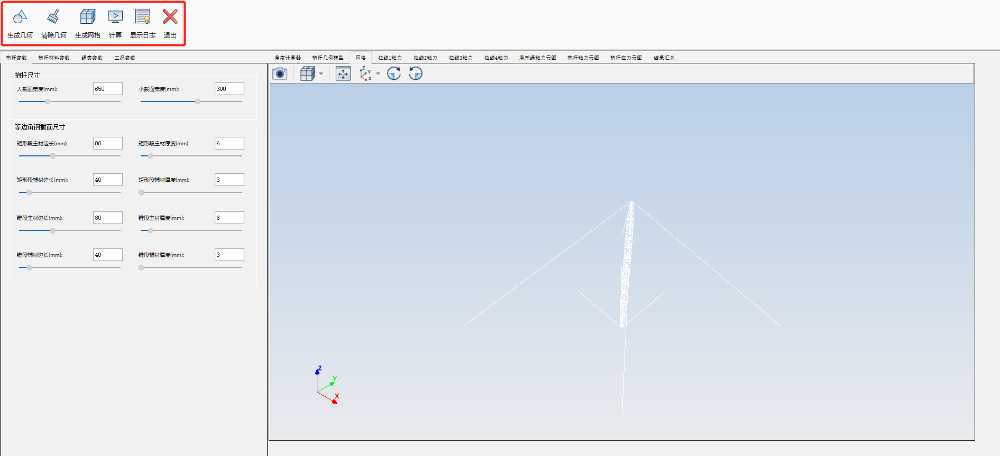 生成几何 清除几何 生成网格 计算 显示日志 退出
抱杆参数 抱杆材料参数 绳索参数 工况参数
角度计算器 抱杆几何模型 网格 拉线1轴力 拉线2轴力 拉线3轴力 拉线4轴力 承托绳轴力云图 抱杆轴力云图 抱杆应力云图 结果汇总
Z
Y
X
抱杆尺寸
大截面宽度(mm): 650 小截面宽度(mm): 300
等边角钢截面尺寸
矩形段主材边长(mm): 80 矩形段主材厚度(mm): 6
矩形段辅材边长(mm): 40 矩形段辅材厚度(mm): 3
锥段主材边长(mm): 80 锥段主材厚度(mm): 6
锥段辅材边长(mm): 40 锥段辅材厚度(mm): 3
Z
Y
X